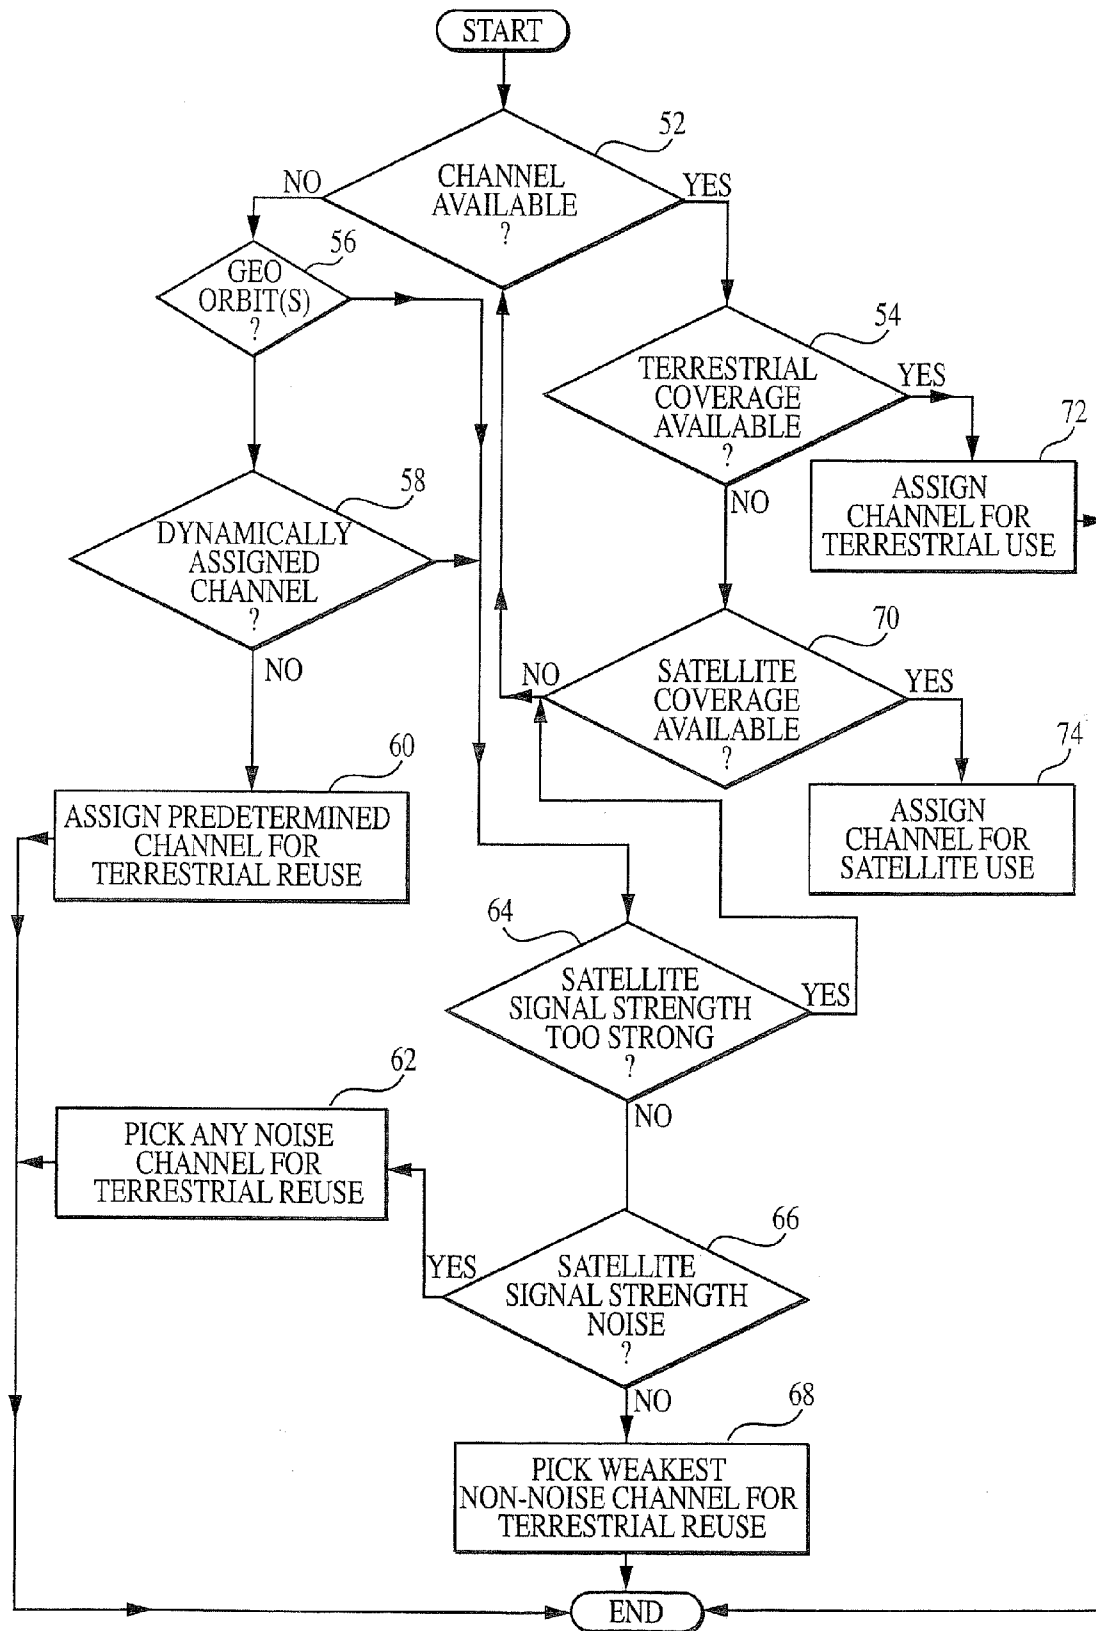 START
52
CHANNEL
AVAILABLE
?
NO
YES
56
GEO
ORBIT(S)
?
54
TERRESTRIAL
COVERAGE
AVAILABLE
?
YES
NO
72
ASSIGN
CHANNEL FOR
TERRESTRIAL USE
58
DYNAMICALLY
ASSIGNED
CHANNEL
?
NO
70
SATELLITE
COVERAGE
AVAILABLE
?
NO
YES
60
ASSIGN PREDETERMINED
CHANNEL FOR
TERRESTRIAL REUSE
74
ASSIGN
CHANNEL FOR
SATELLITE USE
64
SATELLITE
SIGNAL STRENGTH
TOO STRONG
?
YES
NO
62
PICK ANY NOISE
CHANNEL FOR
TERRESTRIAL REUSE
66
YES
SATELLITE
SIGNAL STRENGTH
NOISE
?
NO
68
PICK WEAKEST
NON-NOISE CHANNEL FOR
TERRESTRIAL REUSE
END